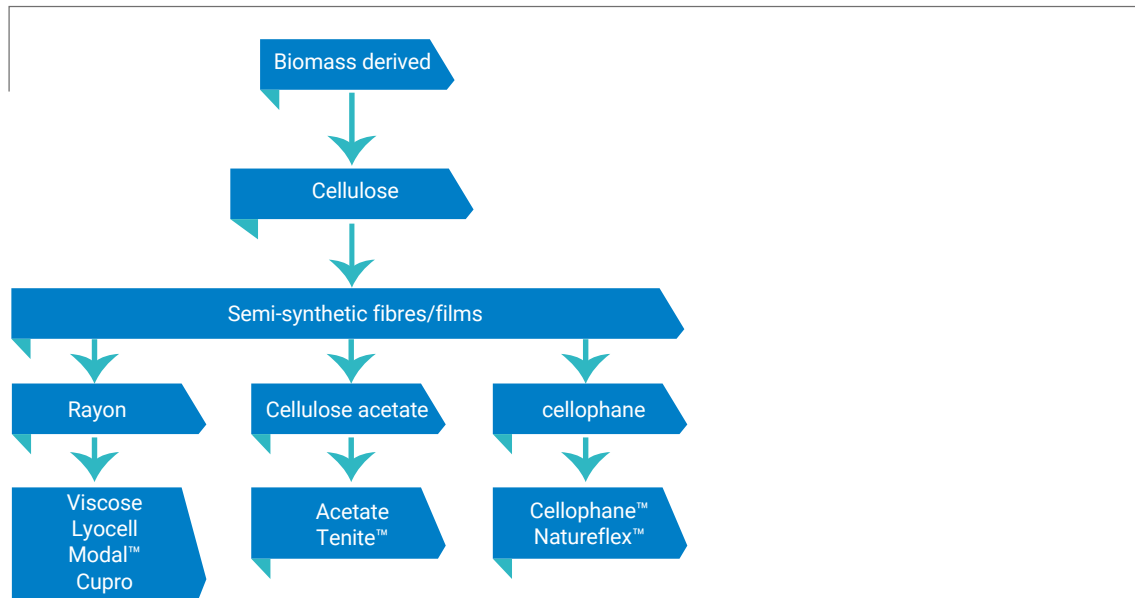 Biomass derived
Cellulose
Semi-synthetic fibres/films
Rayon
Cellulose acetate
cellophane
Viscose
Lyocell
Modal™
Cupro
Acetate
Tenite™
Cellophane™
Natureflex™